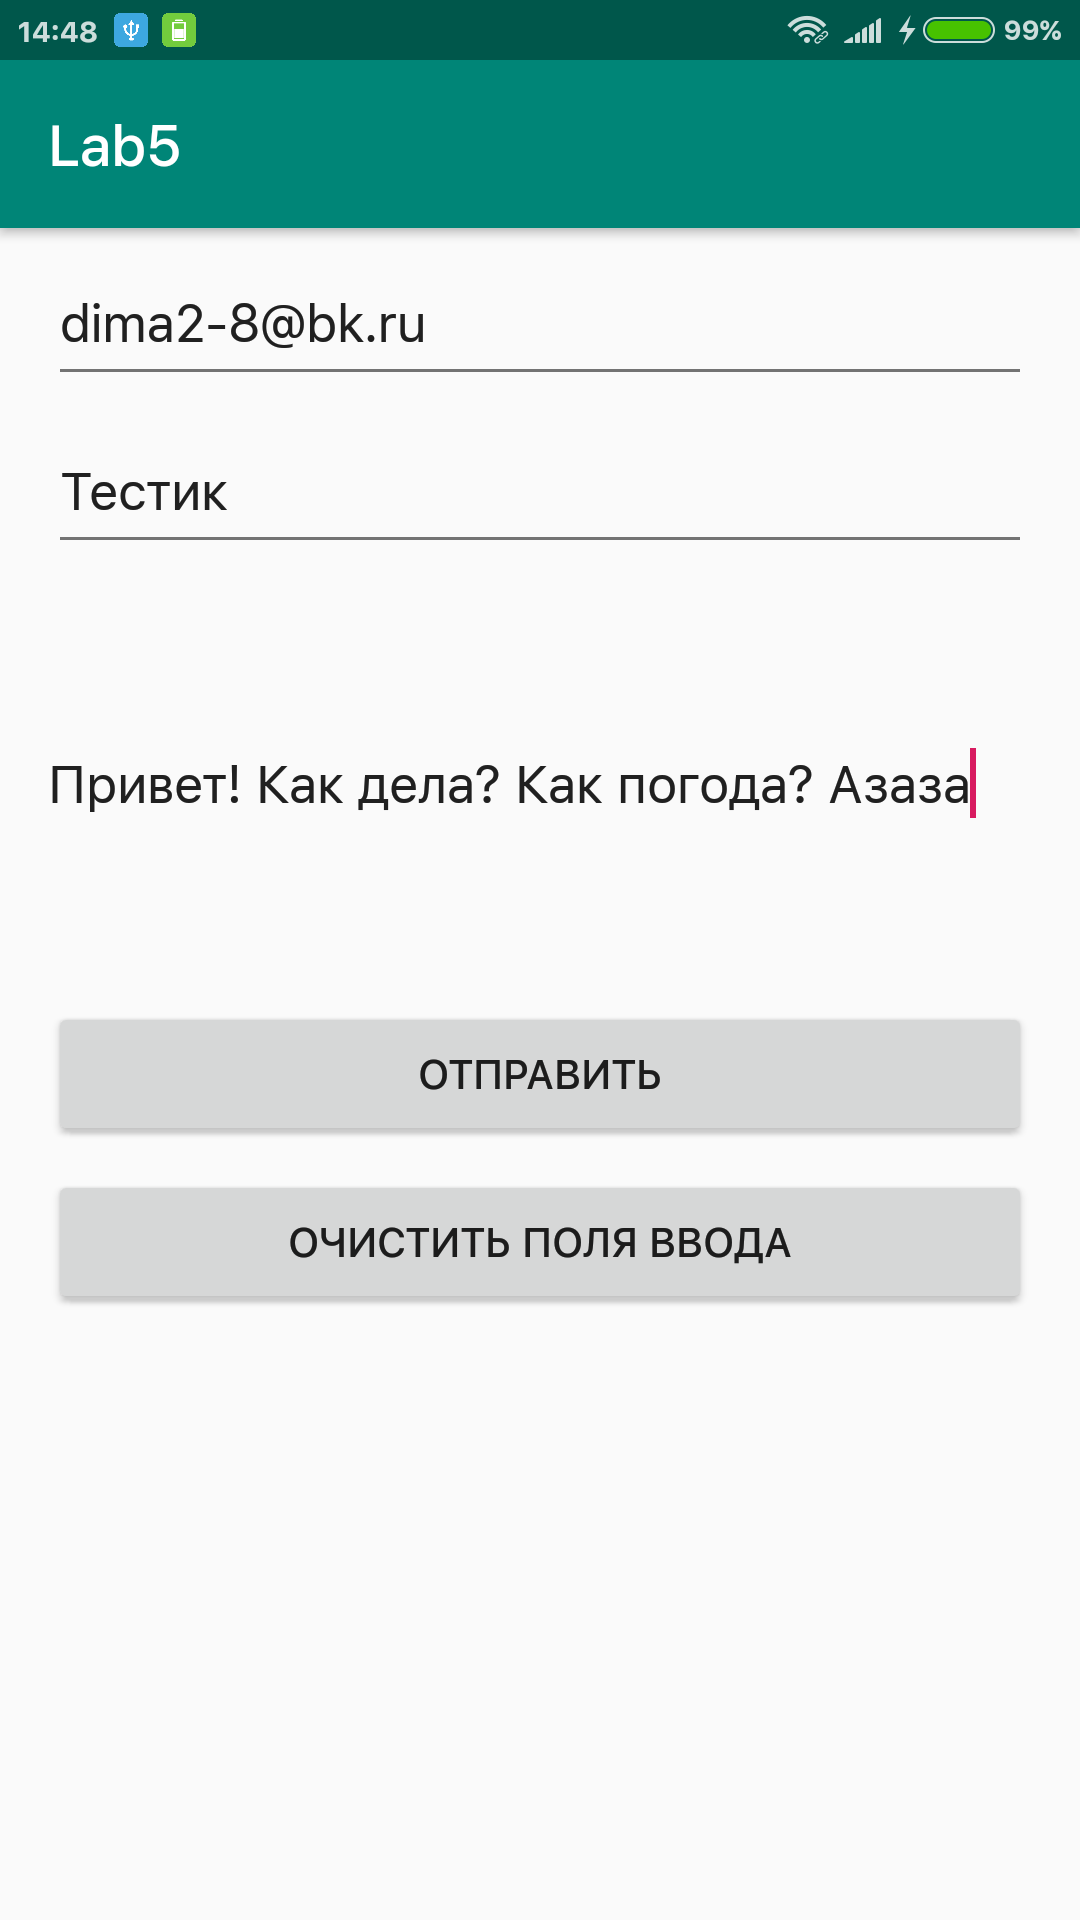 14:48 99%
Lab5
dima2-8@bk.ru
Тестик
Привет! Как дела? Как погода? Азаза
ОТПРАВИТЬ
ОЧИСТИТЬ ПОЛЯ ВВОДА